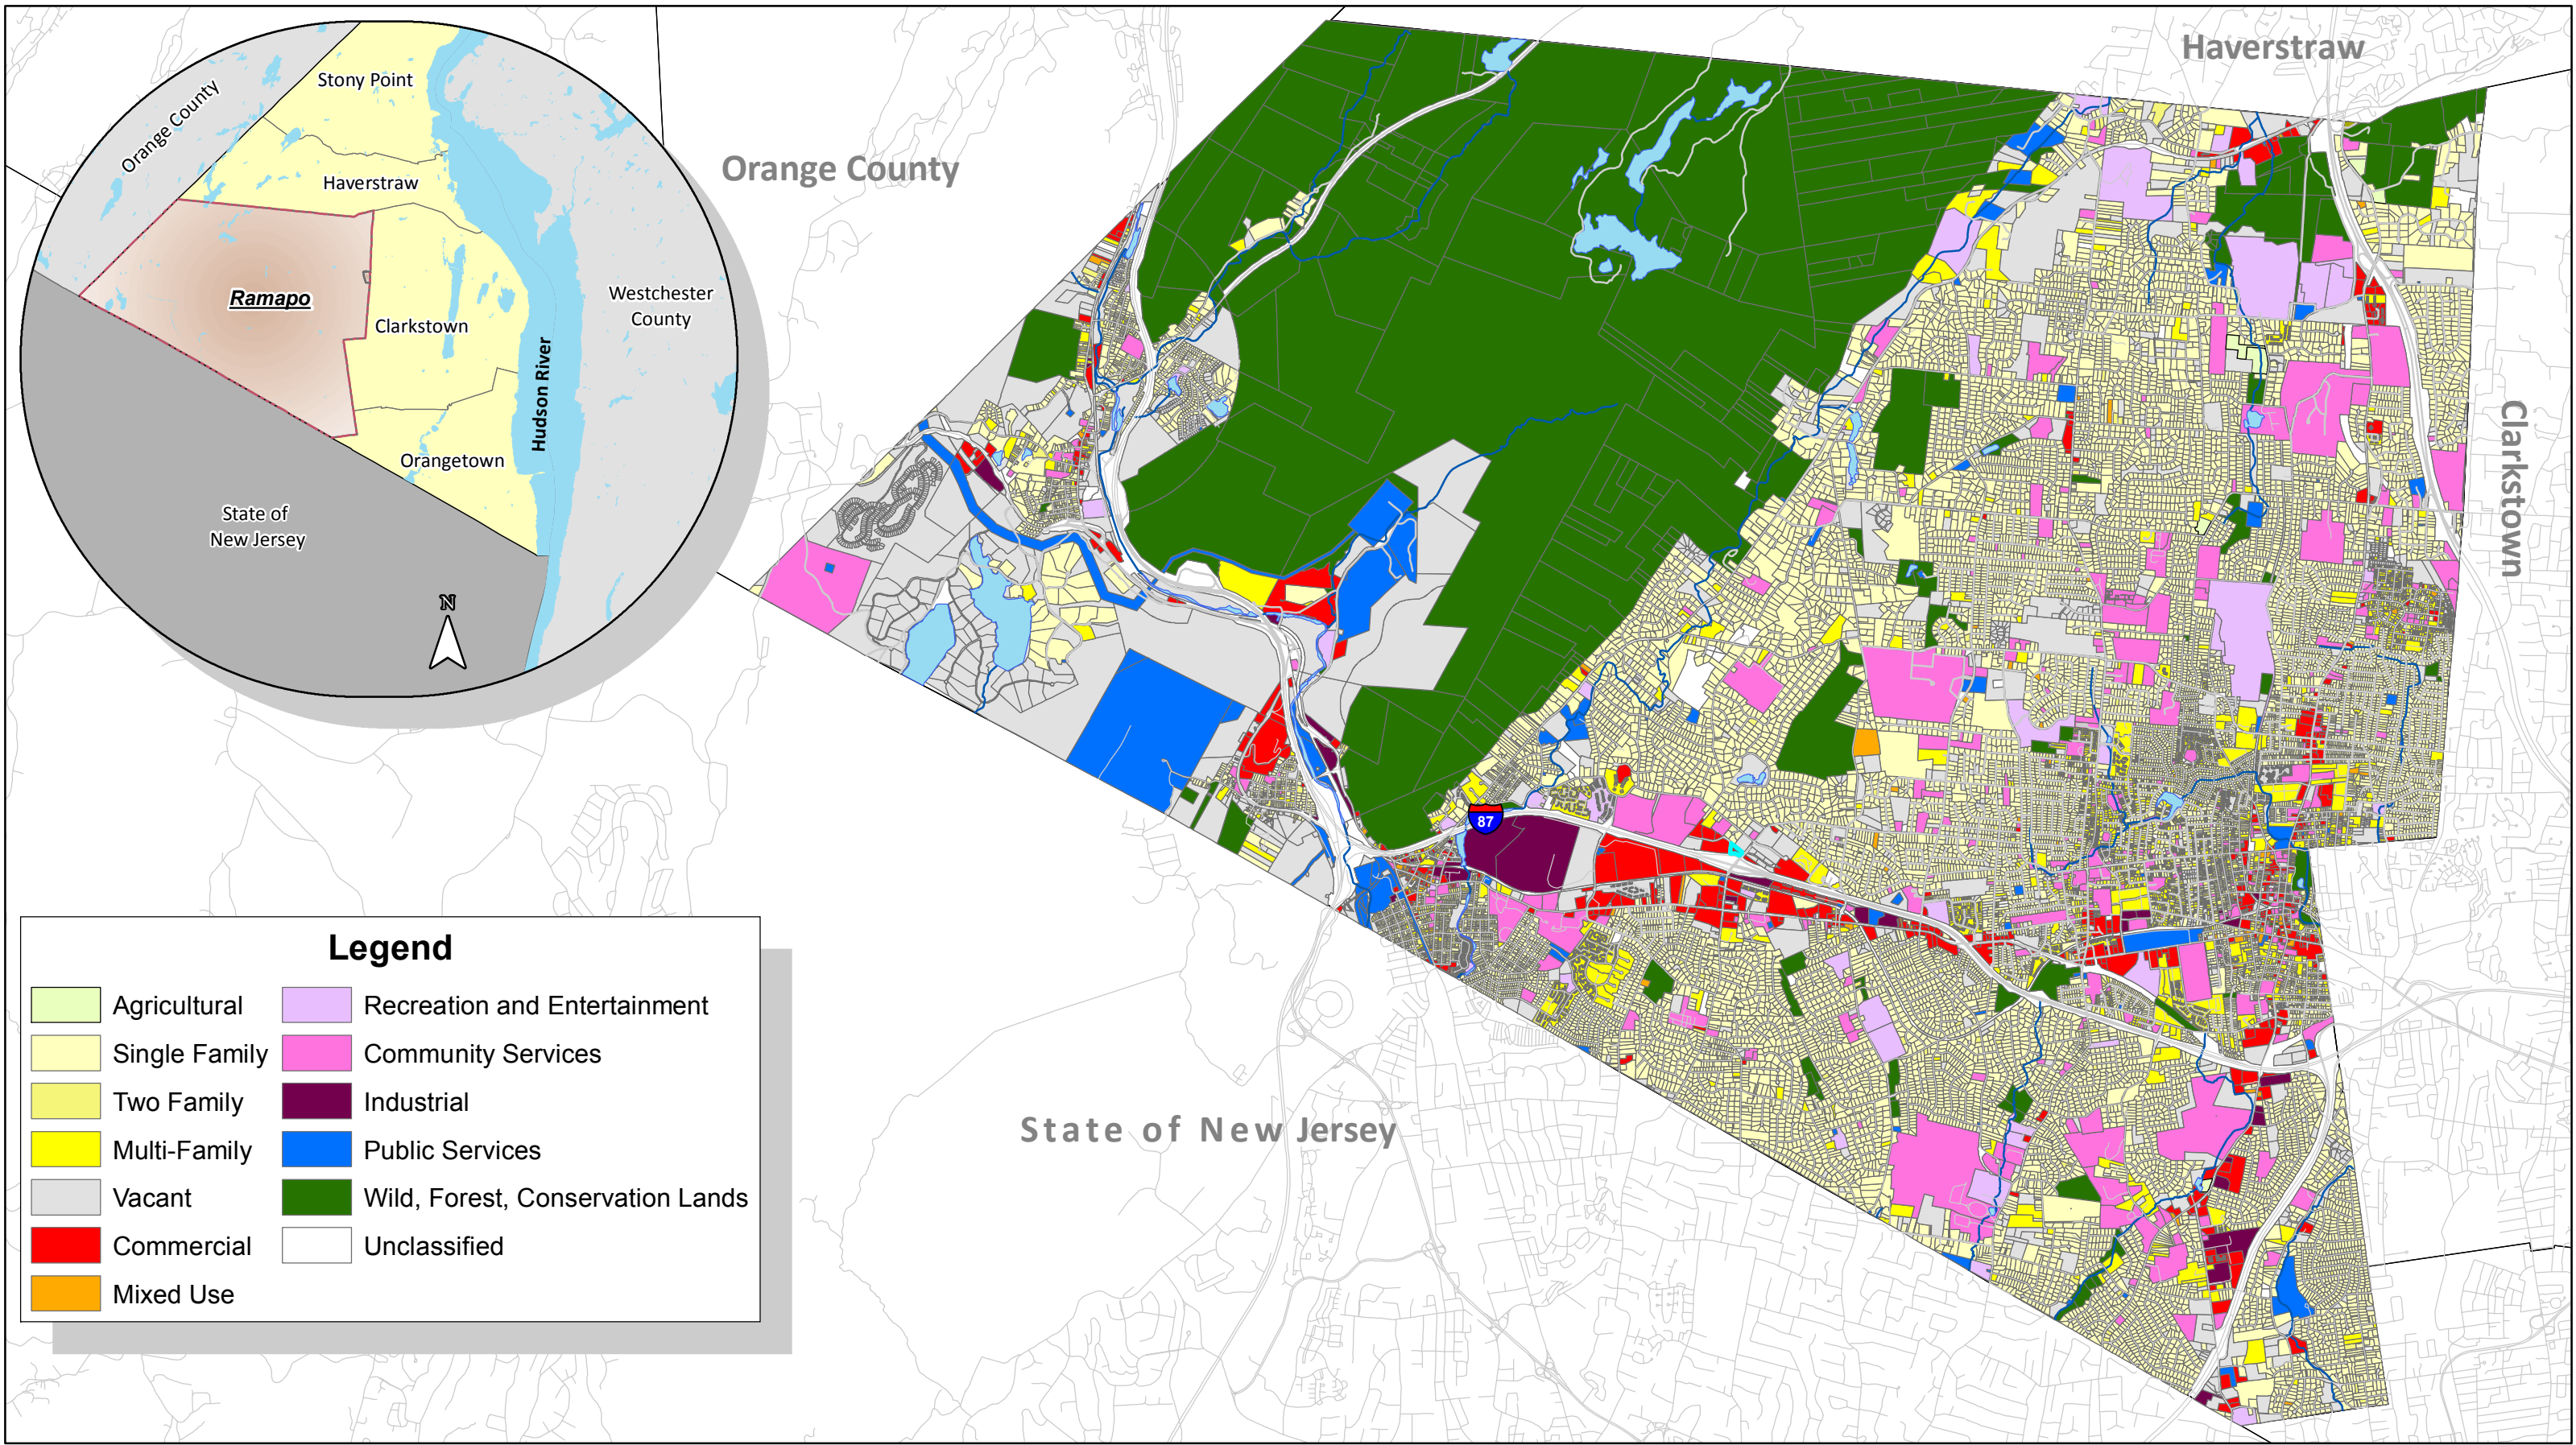 Haverstraw
Orange County
Clarkstown
State of New Jersey
87
Stony Point
Orange County
Haverstraw
Ramapo
Westchester
County
Clarkstown
Hudson River
Orangetown
State of
New Jersey
N
Legend
Agricultural
Single Family
Two Family
Multi-Family
Vacant
Commercial
Mixed Use
Recreation and Entertainment
Community Services
Industrial
Public Services
Wild, Forest, Conservation Lands
Unclassified